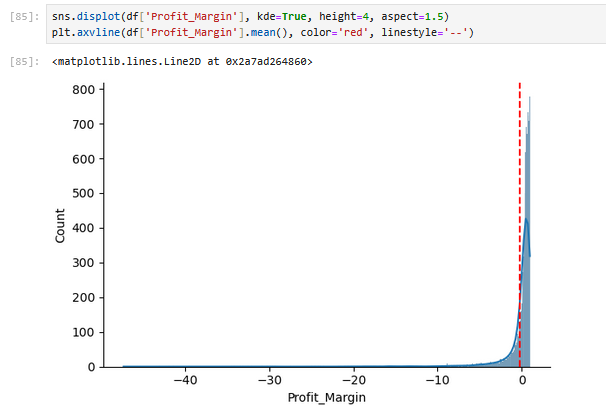 [85]: sns.displot(df['Profit_Margin'], kde=True, height=4, aspect=1.5)
plt.axvline(df['Profit_Margin'].mean(), color='red', linestyle='--')
[85]: <matplotlib.lines.Line2D at 0x2a7ad264860>
800
700
600
500
400
300
200
100
0
Count
−40
−30
−20
−10
0
Profit_Margin